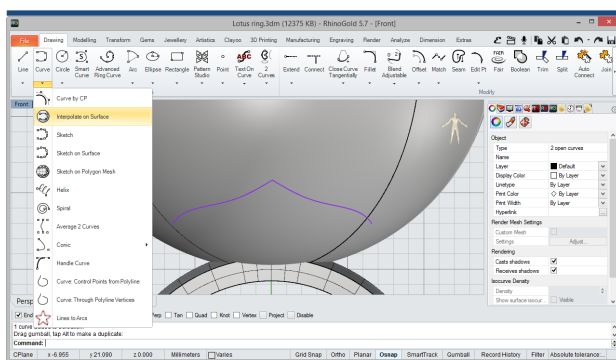 Lotus ring.3dm (12375 KB) - RhinoGold 5.7 - [Front]
File Drawing Modelling Transform Gems Jewellery Artistics Clayoo 3D Printing Manufacturing Engraving Render Analyze Dimension Extras
Line Curve Circle Smart Curve Advanced Ring Curve Arc Ellipse Rectangle Pattern Studio Point Text On Curve 2 Curves Extend Connect Close Curve Tangentially Fillet Blend Adjustable Offset Match Seam Edit Pt Fair Boolean Trim Split Auto Connect Join
Modify
Front
Curve by CP
Interpolate on Surface
Sketch
Sketch on Surface
Sketch on Polygon Mesh
Helix
Spiral
Average 2 Curves
Conic
Handle Curve
Curve: Control Points from Polyline
Curve: Through Polyline Vertices
Lines to Arcs
Object
Type 2 open curves
Name
Layer Default
Display Color By Layer
Linetype By Layer
Print Color By Layer
Print Width By Layer
Hyperlink
Render Mesh Settings
Custom Mesh
Settings Adjust...
Rendering
Casts shadows
Receives shadows
Isocurve Density
Density
Show surface isocur... Visible
Persp
End Perp Tan Quad Knot Vertex Project Disable
Drag gumball, tap Alt to make a duplicate:
Command:
CPlane x -6.955 y 21.090 z 0.000 Millimeters Varies Grid Snap Ortho Planar Osnap SmartTrack Gumball Record History Filter Absolute tolerance:...